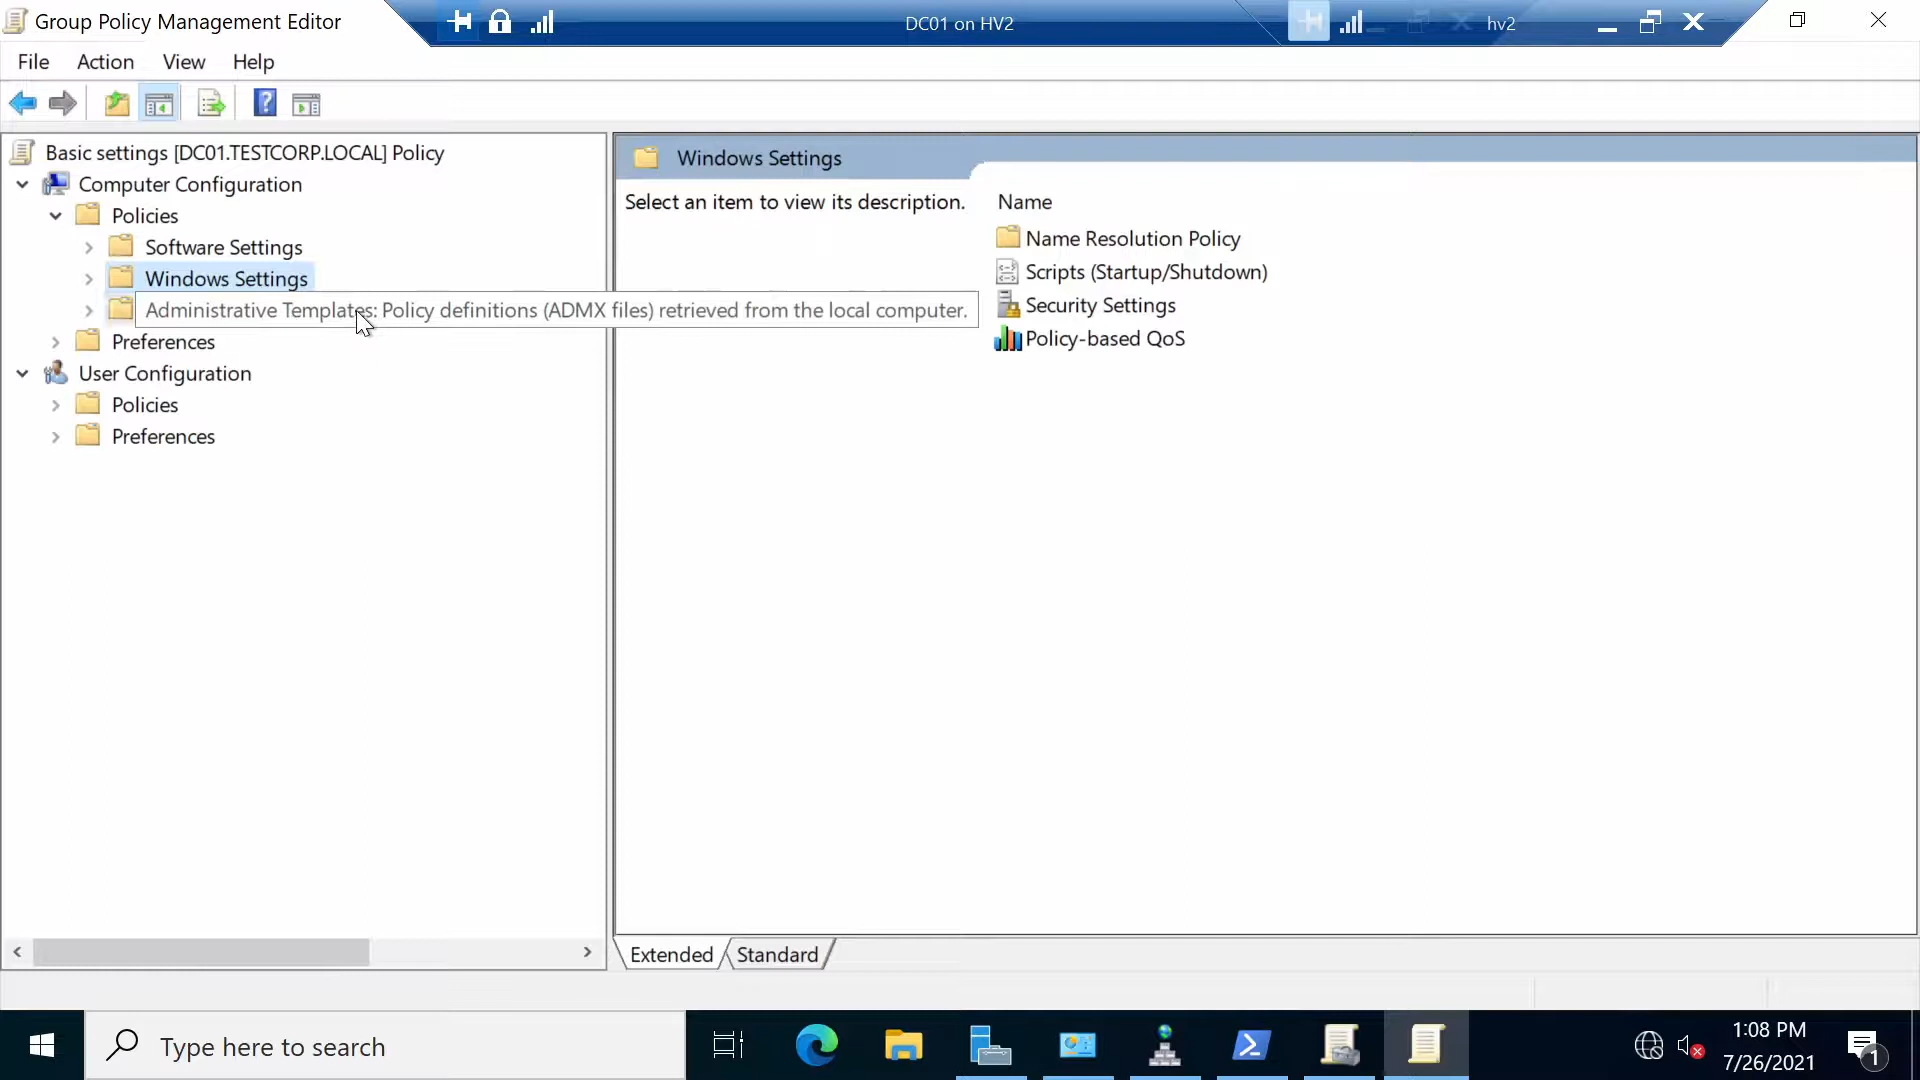 Group Policy Management Editor
DC01 on HV2
hv2
File Action View Help
Basic settings [DC01.TESTCORP.LOCAL] Policy
Computer Configuration
Policies
Software Settings
Windows Settings
Administrative Templates: Policy definitions (ADMX files) retrieved from the local computer.
Preferences
User Configuration
Policies
Preferences
Windows Settings
Select an item to view its description.
Name
Name Resolution Policy
Scripts (Startup/Shutdown)
Security Settings
Policy-based QoS
Extended Standard
Type here to search
1:08 PM
7/26/2021
1